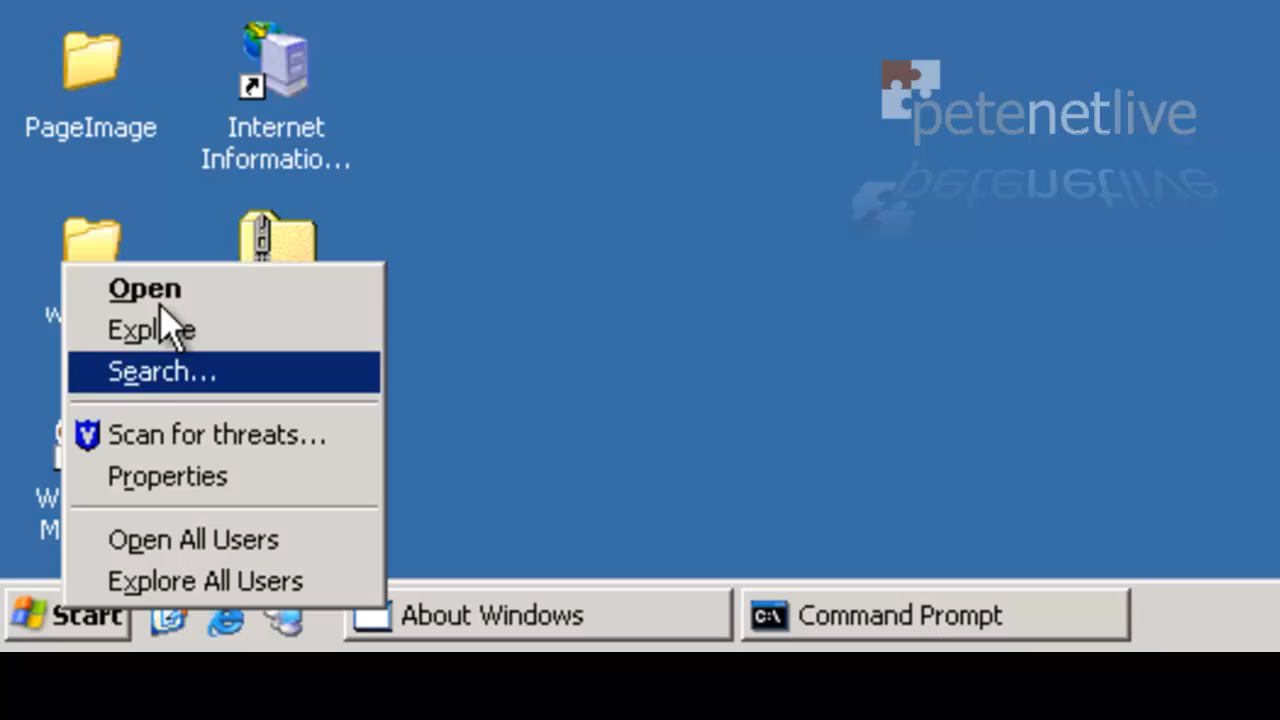 petenetlive
PageImage
Internet
Informatio...
Open
Explore
Search...
Scan for threats...
Properties
Open All Users
Explore All Users
W
W
M
Start
About Windows
C:\
Command Prompt